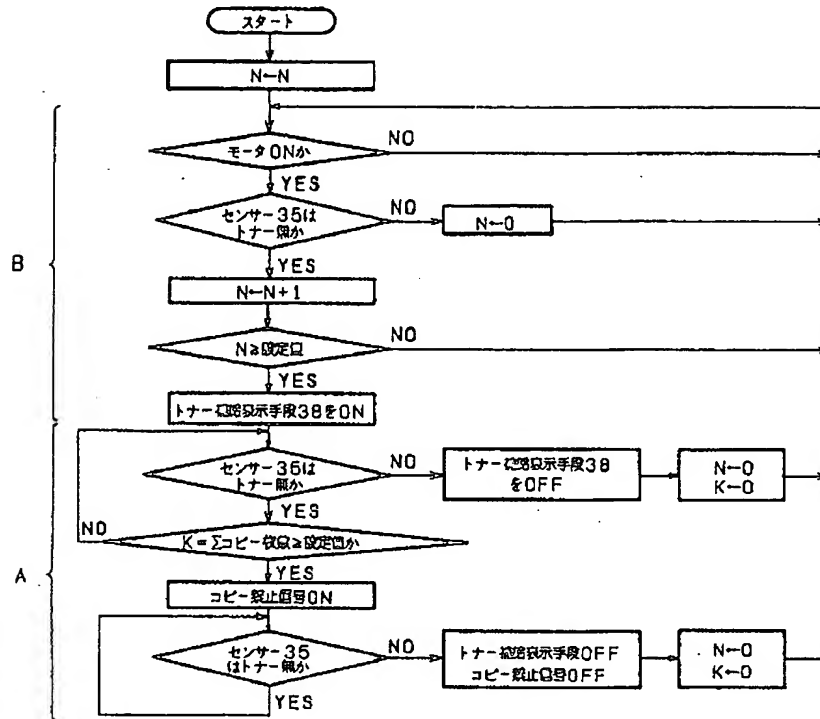 スタート
N←N
B
モータONか
NO
YES
センサー35は
トナー無か
NO
N←0
YES
N←N+1
N≧設定値
NO
YES
トナー補給表示手段38をON
A
センサー35は
トナー無か
NO
トナー補給表示手段38
をOFF
N←0
K←0
YES
NO
K=Σコピー枚数≧設定値か
YES
コピー禁止信号ON
センサー35
はトナー無か
NO
トナー補給表示手段OFF
コピー禁止信号OFF
N←0
K←0
YES